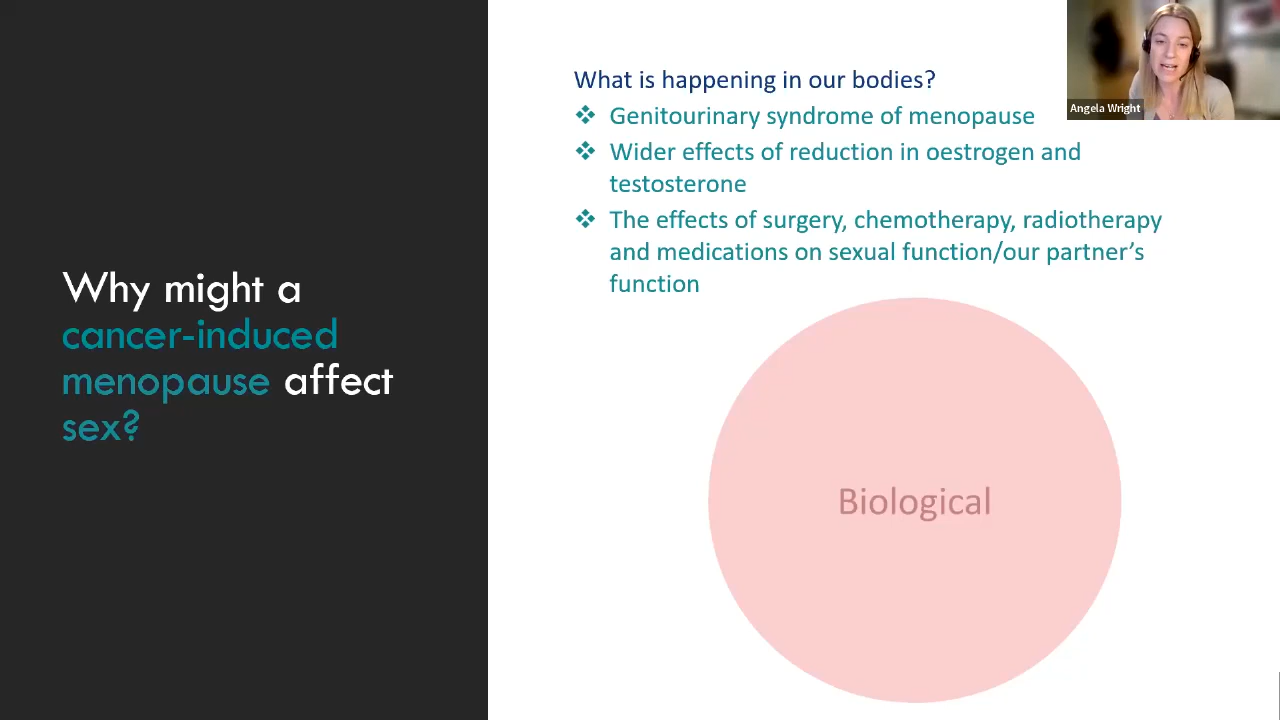 Why might a
cancer-induced
menopause affect
sex?
What is happening in our bodies?
❖ Genitourinary syndrome of menopause
❖ Wider effects of reduction in oestrogen and
testosterone
❖ The effects of surgery, chemotherapy, radiotherapy
and medications on sexual function/our partner’s
function
Biological
Angela Wright